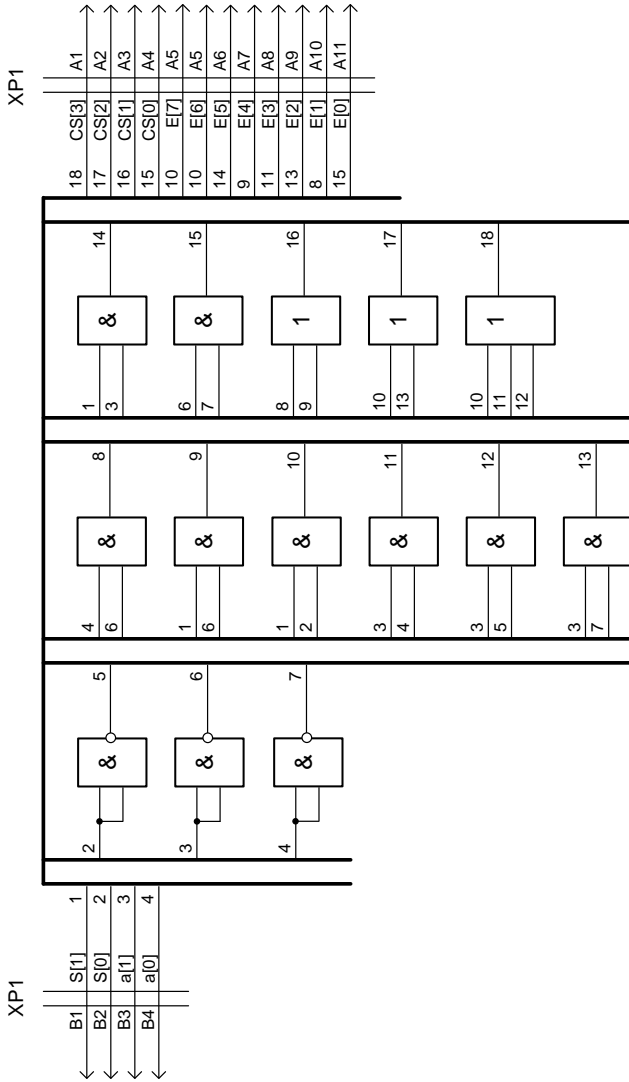 XP1
B1 S[1] 1
B2 S[0] 2
B3 a[1] 3
B4 a[0] 4
2 & 5
3 & 6
4 & 7
4 & 8
6
1 & 9
6
1 & 10
2
3 & 11
4
3 & 12
5
3 & 13
7
1 & 14
3
6 & 15
7
8 1 16
9
10 1 17
13
10 1 18
11
12
XP1
18 CS[3] A1
17 CS[2] A2
16 CS[1] A3
15 CS[0] A4
10 E[7] A5
10 E[6] A5
14 E[5] A6
9 E[4] A7
11 E[3] A8
13 E[2] A9
8 E[1] A10
15 E[0] A11